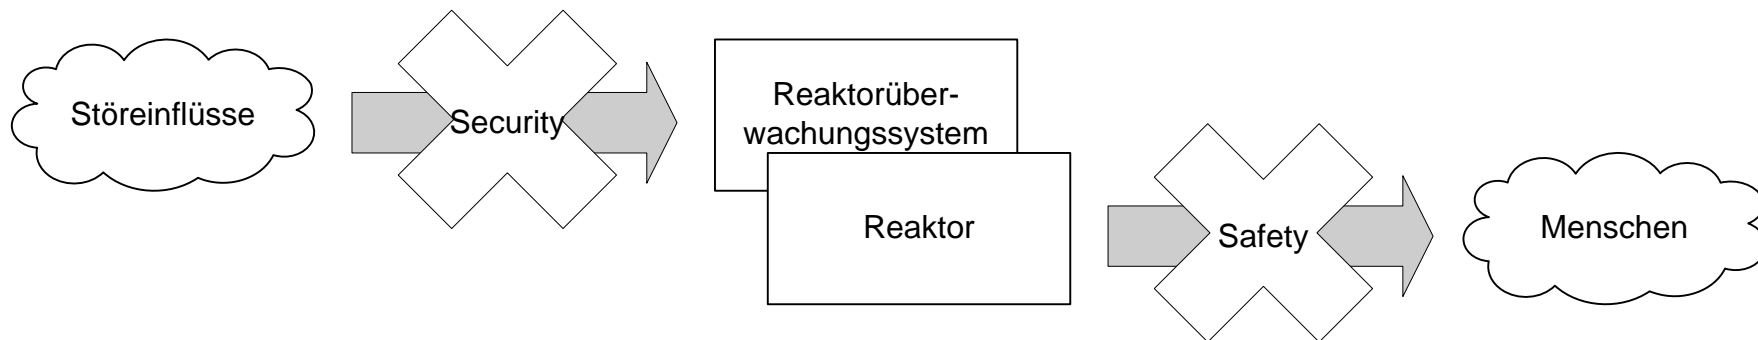 Störeinflüsse
Security
Reaktorüber-
wachungssystem
Reaktor
Safety
Menschen